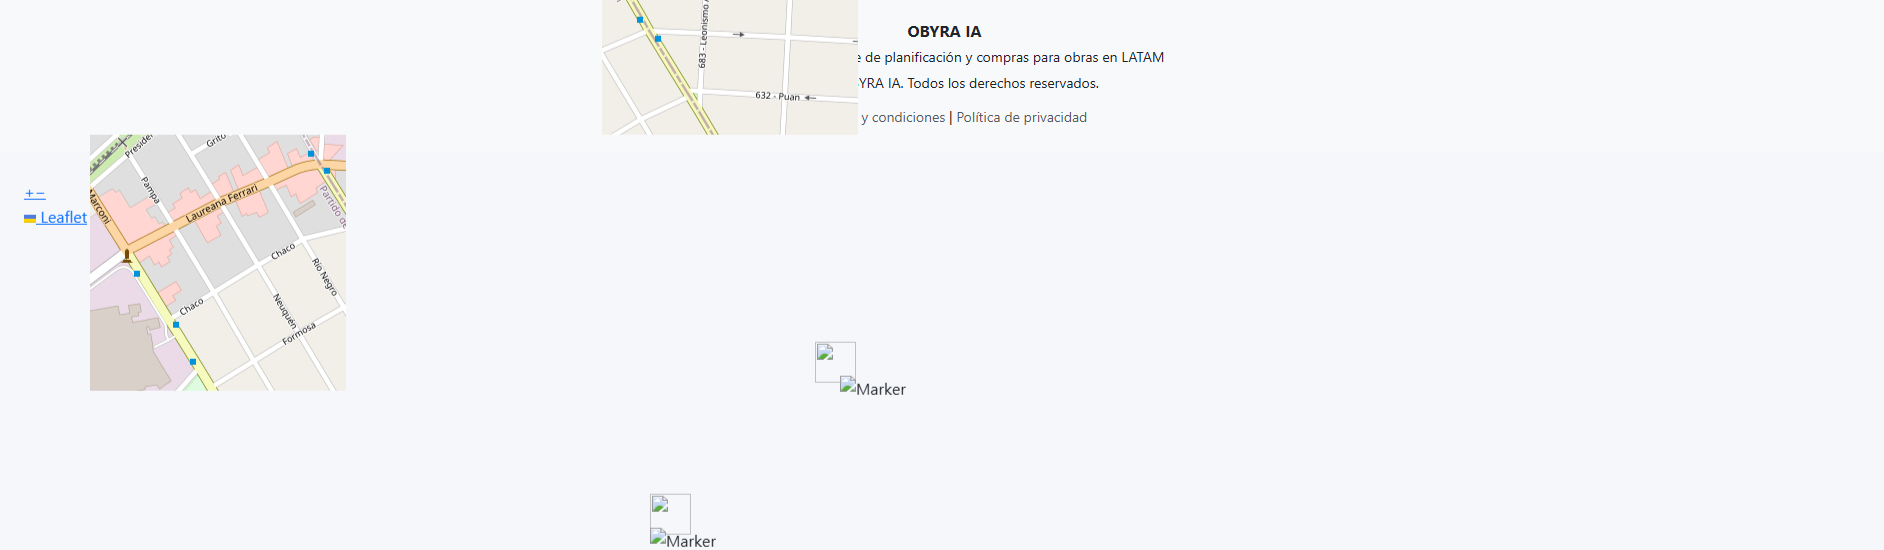 683 - Leonismo A
632 - Puan
OBYRA IA
e de planificación y compras para obras en LATAM
YRA IA. Todos los derechos reservados.
y condiciones | Política de privacidad
+−
Leaflet
Presider
Grito
Pampa
Marconi
Laureana Ferrari
Partido de
Chaco
Río Negro
Chaco
Neuquén
Formosa
Marker
Marker